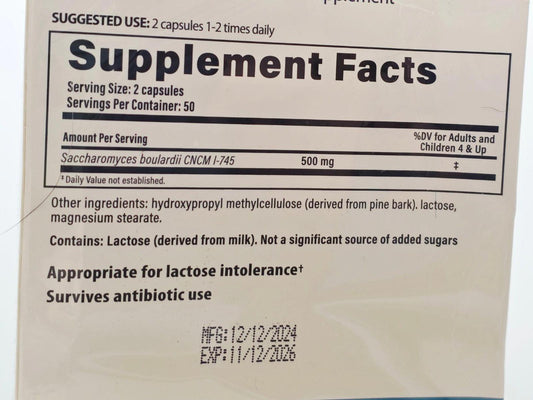 SUGGESTED USE: 2 capsules 1-2 times daily
Supplement Facts
Serving Size: 2 capsules
Servings Per Container: 50
Amount Per Serving
%DV for Adults and
Children 4 & Up
Saccharomyces boulardii CNCM I-745 500 mg ‡
‡Daily Value not established.
Other ingredients: hydroxypropyl methylcellulose (derived from pine bark). lactose,
magnesium stearate.
Contains: Lactose (derived from milk). Not a significant source of added sugars
Appropriate for lactose intolerance†
Survives antibiotic use
MFG:12/12/2024
EXP:11/12/2026